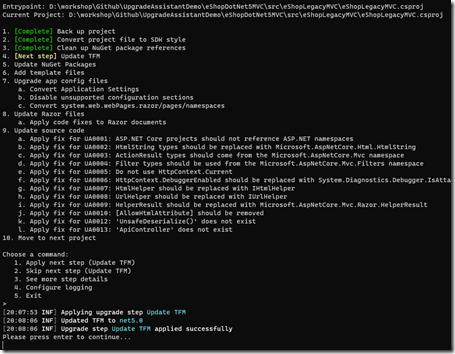 Entrypoint: D:\workshop\Github\UpgradeAssistantDemo\eShopDotNet5MVC\src\eShopLegacyMVC\eShopLegacyMVC.csproj
Current Project: D:\workshop\Github\UpgradeAssistantDemo\eShopDotNet5MVC\src\eShopLegacyMVC\eShopLegacyMVC.csproj
1. [Complete] Back up project
2. [Complete] Convert project file to SDK style
3. [Complete] Clean up NuGet package references
4. [Next step] Update TFM
5. Update NuGet Packages
6. Add template files
7. Upgrade app config files
a. Convert Application Settings
b. Disable unsupported configuration sections
c. Convert system.web.webPages.Razor/pages/namespaces
8. Update Razor files
a. Apply code fixes to Razor documents
9. Update source code
a. Apply fix for UA0001: ASP.NET Core projects should not reference ASP.NET namespaces
b. Apply fix for UA0002: HtmlString types should be replaced with Microsoft.AspNetCore.Html.HtmlString
c. Apply fix for UA0003: ActionResult types should come from the Microsoft.AspNetCore.Mvc namespace
d. Apply fix for UA0004: Filter types should be used from the Microsoft.AspNetCore.Mvc.Filters namespace
e. Apply fix for UA0005: Do not use HttpContext.Current
f. Apply fix for UA0006: HttpContext.DebuggerEnabled should be replaced with System.Diagnostics.Debugger.IsAtta
g. Apply fix for UA0007: HtmlHelper should be replaced with IHtmlHelper
h. Apply fix for UA0008: UrlHelper should be replaced with IUrlHelper
i. Apply fix for UA0009: HelperResult should be replaced with Microsoft.AspNetCore.Mvc.Razor.HelperResult
j. Apply fix for UA0010: [AllowHtmlAttribute] should be removed
k. Apply fix for UA0012: 'UnsafeDeserialize()' does not exist
l. Apply fix for UA0013: 'ApiController' does not exist
10. Move to next project
Choose a command:
1. Apply next step (Update TFM)
2. Skip next step (Update TFM)
3. See more step details
4. Configure logging
5. Exit
>
[20:07:53 INF] Applying upgrade step Update TFM
[20:08:06 INF] Updated TFM to net5.0
[20:08:06 INF] Upgrade step Update TFM applied successfully
Please press enter to continue...